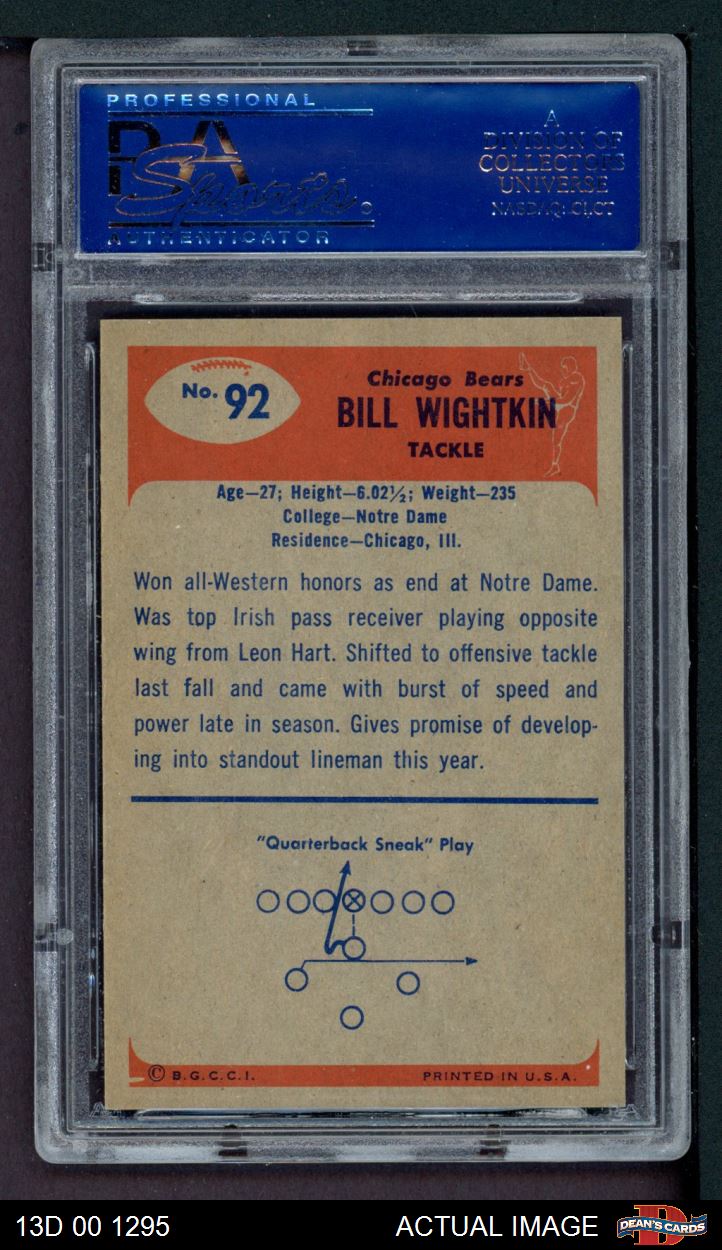 PROFESSIONAL
PSA
Sports
AUTHENTICATOR
A
DIVISION OF
COLLECTORS
UNIVERSE
NASDAQ: CLCT
No. 92
Chicago Bears
BILL WIGHTKIN
TACKLE
Age—27; Height—6.02½; Weight—235
College—Notre Dame
Residence—Chicago, Ill.
Won all-Western honors as end at Notre Dame.
Was top Irish pass receiver playing opposite
wing from Leon Hart. Shifted to offensive tackle
last fall and came with burst of speed and
power late in season. Gives promise of develop-
ing into standout lineman this year.
"Quarterback Sneak" Play
© B.G.C.C.I.
PRINTED IN U.S.A.
13D 00 1295
ACTUAL IMAGE
DEAN'S CARDS